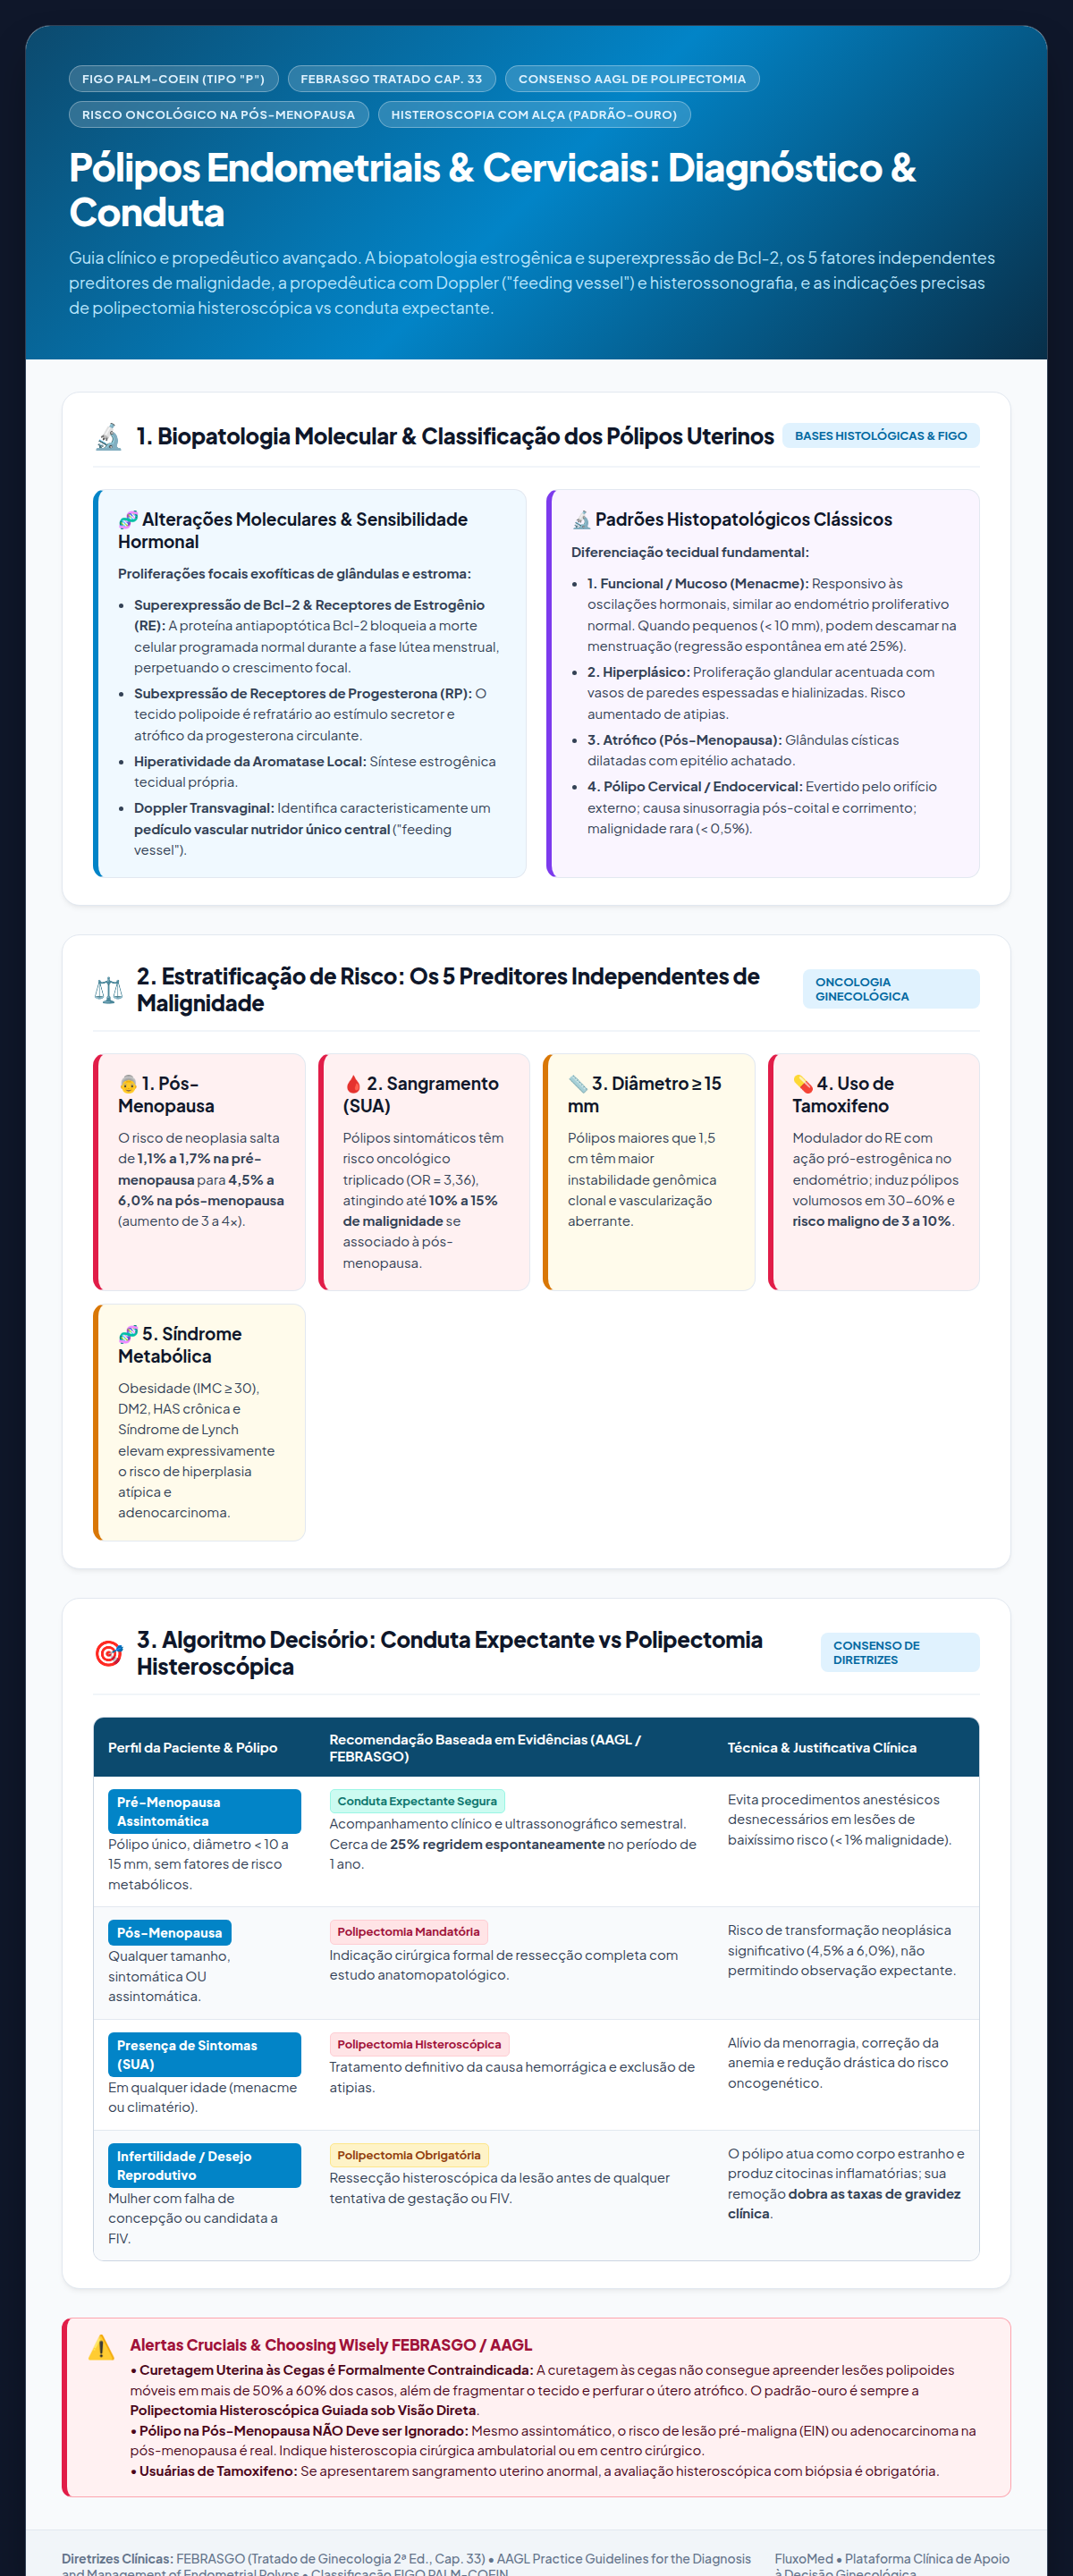 FIGO PALM-COEIN (TIPO "P")
FEBRASGO TRATADO CAP. 33
CONSENSO AAGL DE POLIPECTOMIA
RISCO ONCOLÓGICO NA PÓS-MENOPAUSA
HISTEROSCOPIA COM ALÇA (PADRÃO-OURO)
Pólipos Endometriais & Cervicais: Diagnóstico &
Conduta
Guia clínico e propedêutico avançado. A biopatologia estrogênica e superexpressão de Bcl-2, os 5 fatores independentes
preditores de malignidade, a propedêutica com Doppler ("feeding vessel") e histerossonografia, e as indicações precisas
de polipectomia histeroscópica vs conduta expectante.
1. Biopatologia Molecular & Classificação dos Pólipos Uterinos
BASES HISTOLÓGICAS & FIGO
Alterações Moleculares & Sensibilidade
Hormonal
Proliferações focais exofíticas de glândulas e estroma:
• Superexpressão de Bcl-2 & Receptores de Estrogênio
(RE): A proteína antiapoptótica Bcl-2 bloqueia a morte
celular programada normal durante a fase lútea menstrual,
perpetuando o crescimento focal.
• Subexpressão de Receptores de Progesterona (RP): O
tecido polipoide é refratário ao estímulo secretor e
atrófico da progesterona circulante.
• Hiperatividade da Aromatase Local: Síntese estrogênica
tecidual própria.
• Doppler Transvaginal: Identifica caracteristicamente um
pedículo vascular nutridor único central ("feeding
vessel").
Padrões Histopatológicos Clássicos
Diferenciação tecidual fundamental:
• 1. Funcional / Mucoso (Menacme): Responsivo às
oscilações hormonais, similar ao endométrio proliferativo
normal. Quando pequenos (< 10 mm), podem descamar na
menstruação (regressão espontânea em até 25%).
• 2. Hiperplásico: Proliferação glandular acentuada com
vasos de paredes espessadas e hialinizadas. Risco
aumentado de atipias.
• 3. Atrófico (Pós-Menopausa): Glândulas císticas
dilatadas com epitélio achatado.
• 4. Pólipo Cervical / Endocervical: Evertido pelo orifício
externo; causa sinusorragia pós-coital e corrimento;
malignidade rara (< 0,5%).
2. Estratificação de Risco: Os 5 Preditores Independentes de
Malignidade
ONCOLOGIA
GINECOLÓGICA
1. Pós-
Menopausa
O risco de neoplasia salta
de 1,1% a 1,7% na pré-
menopausa para 4,5% a
6,0% na pós-menopausa
(aumento de 3 a 4×).
2. Sangramento
(SUA)
Pólipos sintomáticos têm
risco oncológico
triplicado (OR = 3,36),
atingindo até 10% a 15%
de malignidade se
associado à pós-
menopausa.
3. Diâmetro ≥ 15
mm
Pólipos maiores que 1,5
cm têm maior
instabilidade genômica
clonal e vascularização
aberrante.
4. Uso de
Tamoxifeno
Modulador do RE com
ação pró-estrogênica no
endométrio; induz pólipos
volumosos em 30-60% e
risco maligno de 3 a 10%.
5. Síndrome
Metabólica
Obesidade (IMC ≥ 30),
DM2, HAS crônica e
Síndrome de Lynch
elevam expressivamente
o risco de hiperplasia
atípica e
adenocarcinoma.
3. Algoritmo Decisório: Conduta Expectante vs Polipectomia
Histeroscópica
CONSENSO DE
DIRETRIZES
Perfil da Paciente & Pólipo
Recomendação Baseada em Evidências (AAGL /
FEBRASGO)
Técnica & Justificativa Clínica
Pré-Menopausa
Assintomática
Pólipo único, diâmetro < 10 a
15 mm, sem fatores de risco
metabólicos.
Conduta Expectante Segura
Acompanhamento clínico e ultrassonográfico semestral.
Cerca de 25% regridem espontaneamente no período de
1 ano.
Evita procedimentos anestésicos
desnecessários em lesões de
baixíssimo risco (< 1% malignidade).
Pós-Menopausa
Qualquer tamanho,
sintomática OU
assintomática.
Polipectomia Mandatória
Indicação cirúrgica formal de ressecção completa com
estudo anatomopatológico.
Risco de transformação neoplásica
significativo (4,5% a 6,0%), não
permitindo observação expectante.
Presença de Sintomas
(SUA)
Em qualquer idade (menacme
ou climatério).
Polipectomia Histeroscópica
Tratamento definitivo da causa hemorrágica e exclusão de
atipias.
Alívio da menorragia, correção da
anemia e redução drástica do risco
oncogenético.
Infertilidade / Desejo
Reprodutivo
Mulher com falha de
concepção ou candidata a
FIV.
Polipectomia Obrigatória
Ressecção histeroscópica da lesão antes de qualquer
tentativa de gestação ou FIV.
O pólipo atua como corpo estranho e
produz citocinas inflamatórias; sua
remoção dobra as taxas de gravidez
clínica.
Alertas Cruciais & Choosing Wisely FEBRASGO / AAGL
• Curetagem Uterina às Cegas é Formalmente Contraindicada: A curetagem às cegas não consegue apreender lesões polipoides
móveis em mais de 50% a 60% dos casos, além de fragmentar o tecido e perfurar o útero atrófico. O padrão-ouro é sempre a
Polipectomia Histeroscópica Guiada sob Visão Direta.
• Pólipo na Pós-Menopausa NÃO Deve ser Ignorado: Mesmo assintomático, o risco de lesão pré-maligna (EIN) ou adenocarcinoma na
pós-menopausa é real. Indique histeroscopia cirúrgica ambulatorial ou em centro cirúrgico.
• Usuárias de Tamoxifeno: Se apresentarem sangramento uterino anormal, a avaliação histeroscópica com biópsia é obrigatória.
Diretrizes Clínicas: FEBRASGO (Tratado de Ginecologia 2ª Ed., Cap. 33) • AAGL Practice Guidelines for the Diagnosis
and Management of Endometrial Polyps • Classificação FIGO PALM-COEIN
FluxoMed • Plataforma Clínica de Apoio
à Decisão Ginecológica